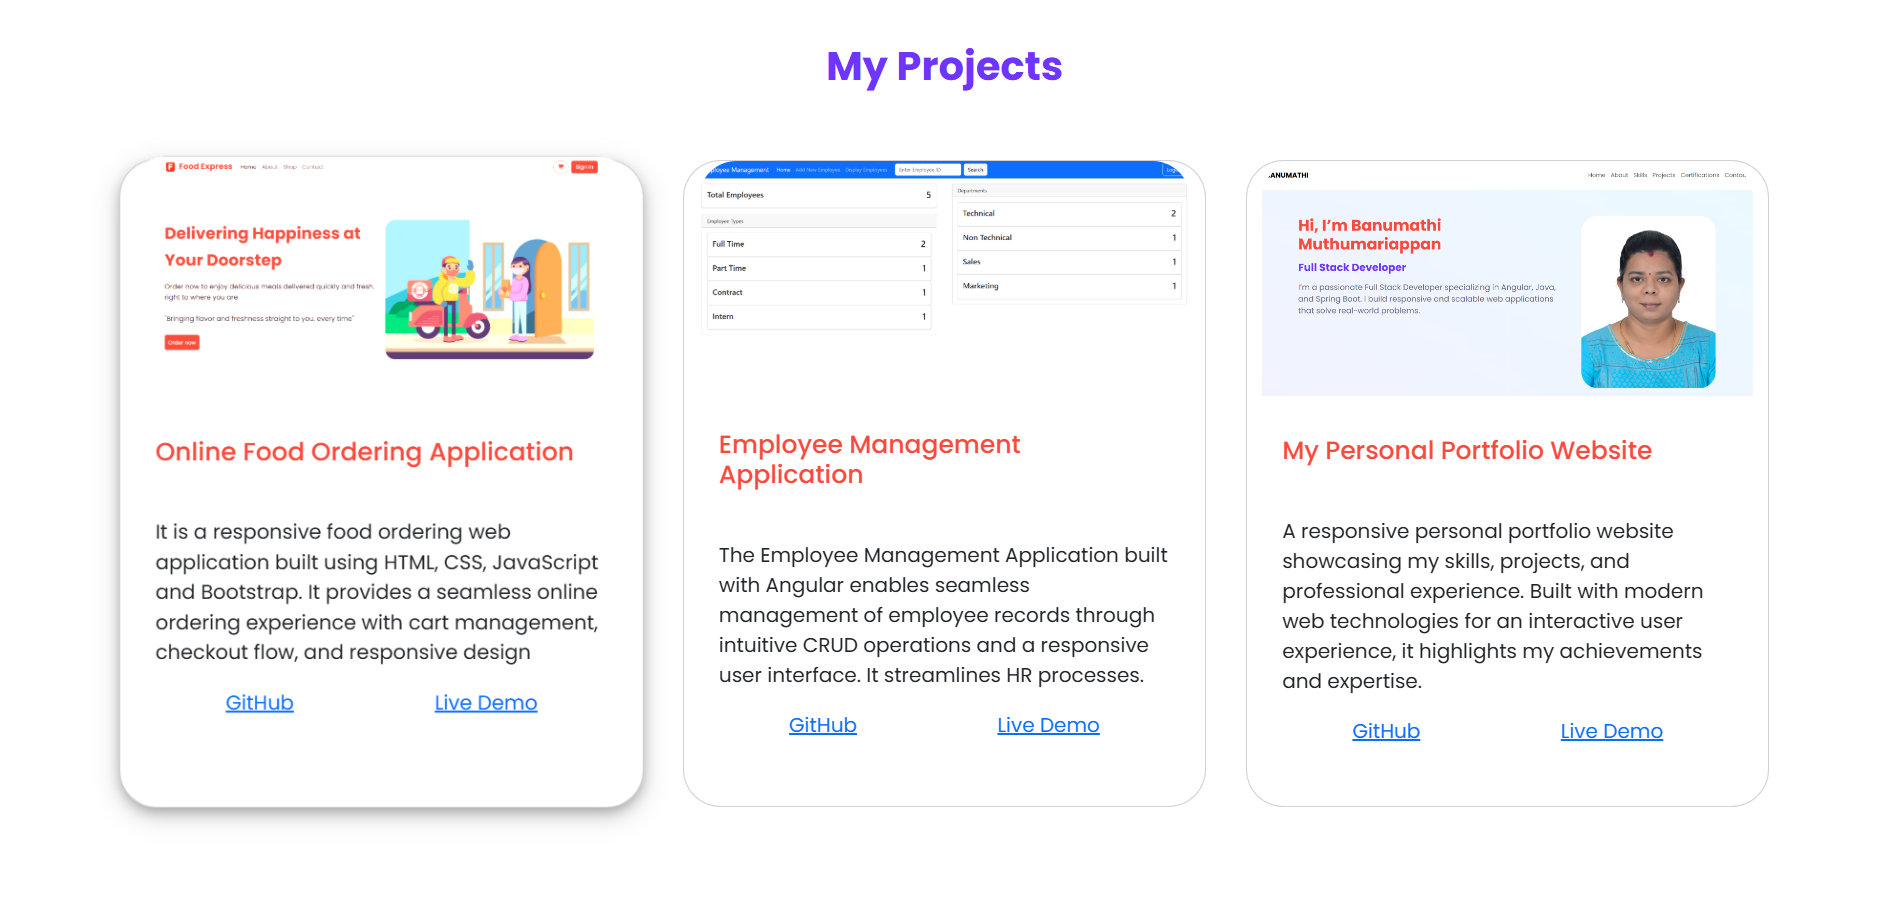 My Projects
Food Express Home About Shop Contact Sign In
Delivering Happiness at
Your Doorstep
Order now to enjoy delicious meals delivered quickly and fresh,
right to where you are.
"Bringing flavor and freshness straight to you, every time"
Order now
Online Food Ordering Application
It is a responsive food ordering web
application built using HTML, CSS, JavaScript
and Bootstrap. It provides a seamless online
ordering experience with cart management,
checkout flow, and responsive design
GitHub Live Demo
ployee Management Home Add New Employee Display Employees Enter Employee ID Search Log
Total Employees 5
Employee Types
Full Time 2
Part Time 1
Contract 1
Intern 1
Departments
Technical 2
Non Technical 1
Sales 1
Marketing 1
Employee Management
Application
The Employee Management Application built
with Angular enables seamless
management of employee records through
intuitive CRUD operations and a responsive
user interface. It streamlines HR processes.
GitHub Live Demo
ANUMATHI Home About Skills Projects Certifications Conta
Hi, I'm Banumathi
Muthumariappan
Full Stack Developer
I'm a passionate Full Stack Developer specializing in Angular, Java,
and Spring Boot. I build responsive and scalable web applications
that solve real-world problems.
My Personal Portfolio Website
A responsive personal portfolio website
showcasing my skills, projects, and
professional experience. Built with modern
web technologies for an interactive user
experience, it highlights my achievements
and expertise.
GitHub Live Demo